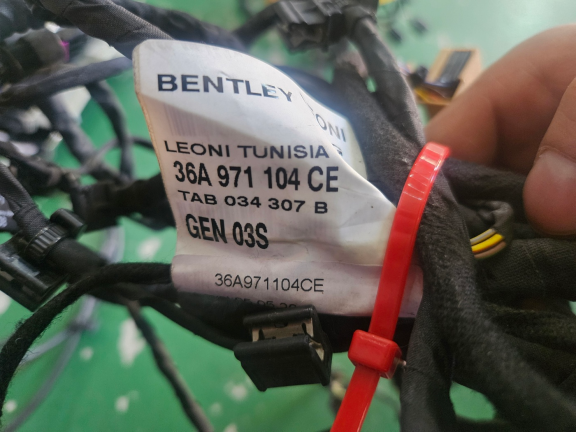 BENTLEY
LEONI TUNISIA
36A 971 104 CE
TAB 034 307 B
GEN 03S
36A971104CE